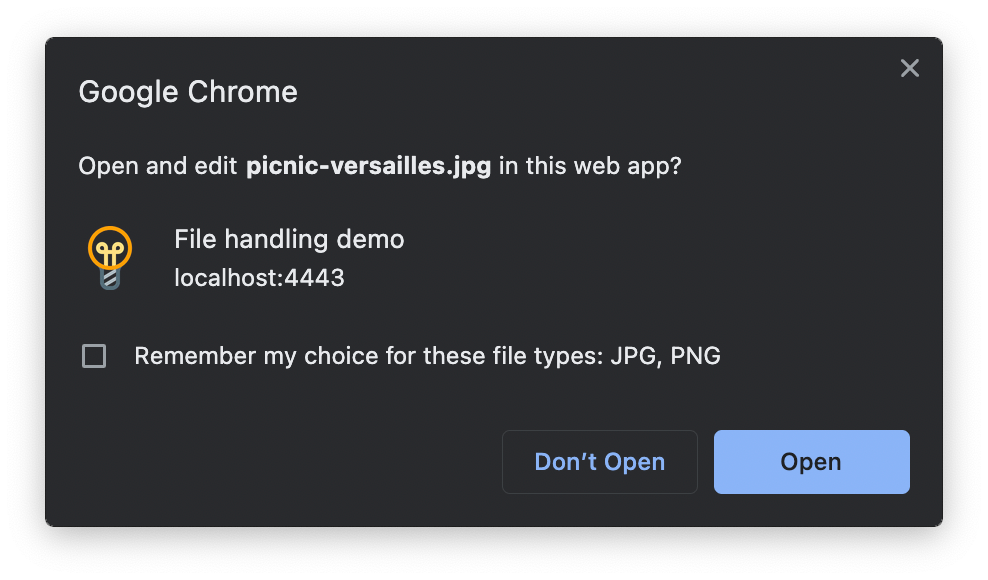 Google Chrome
Open and edit picnic-versailles.jpg in this web app?
File handling demo
localhost:4443
Remember my choice for these file types: JPG, PNG
Don’t Open
Open